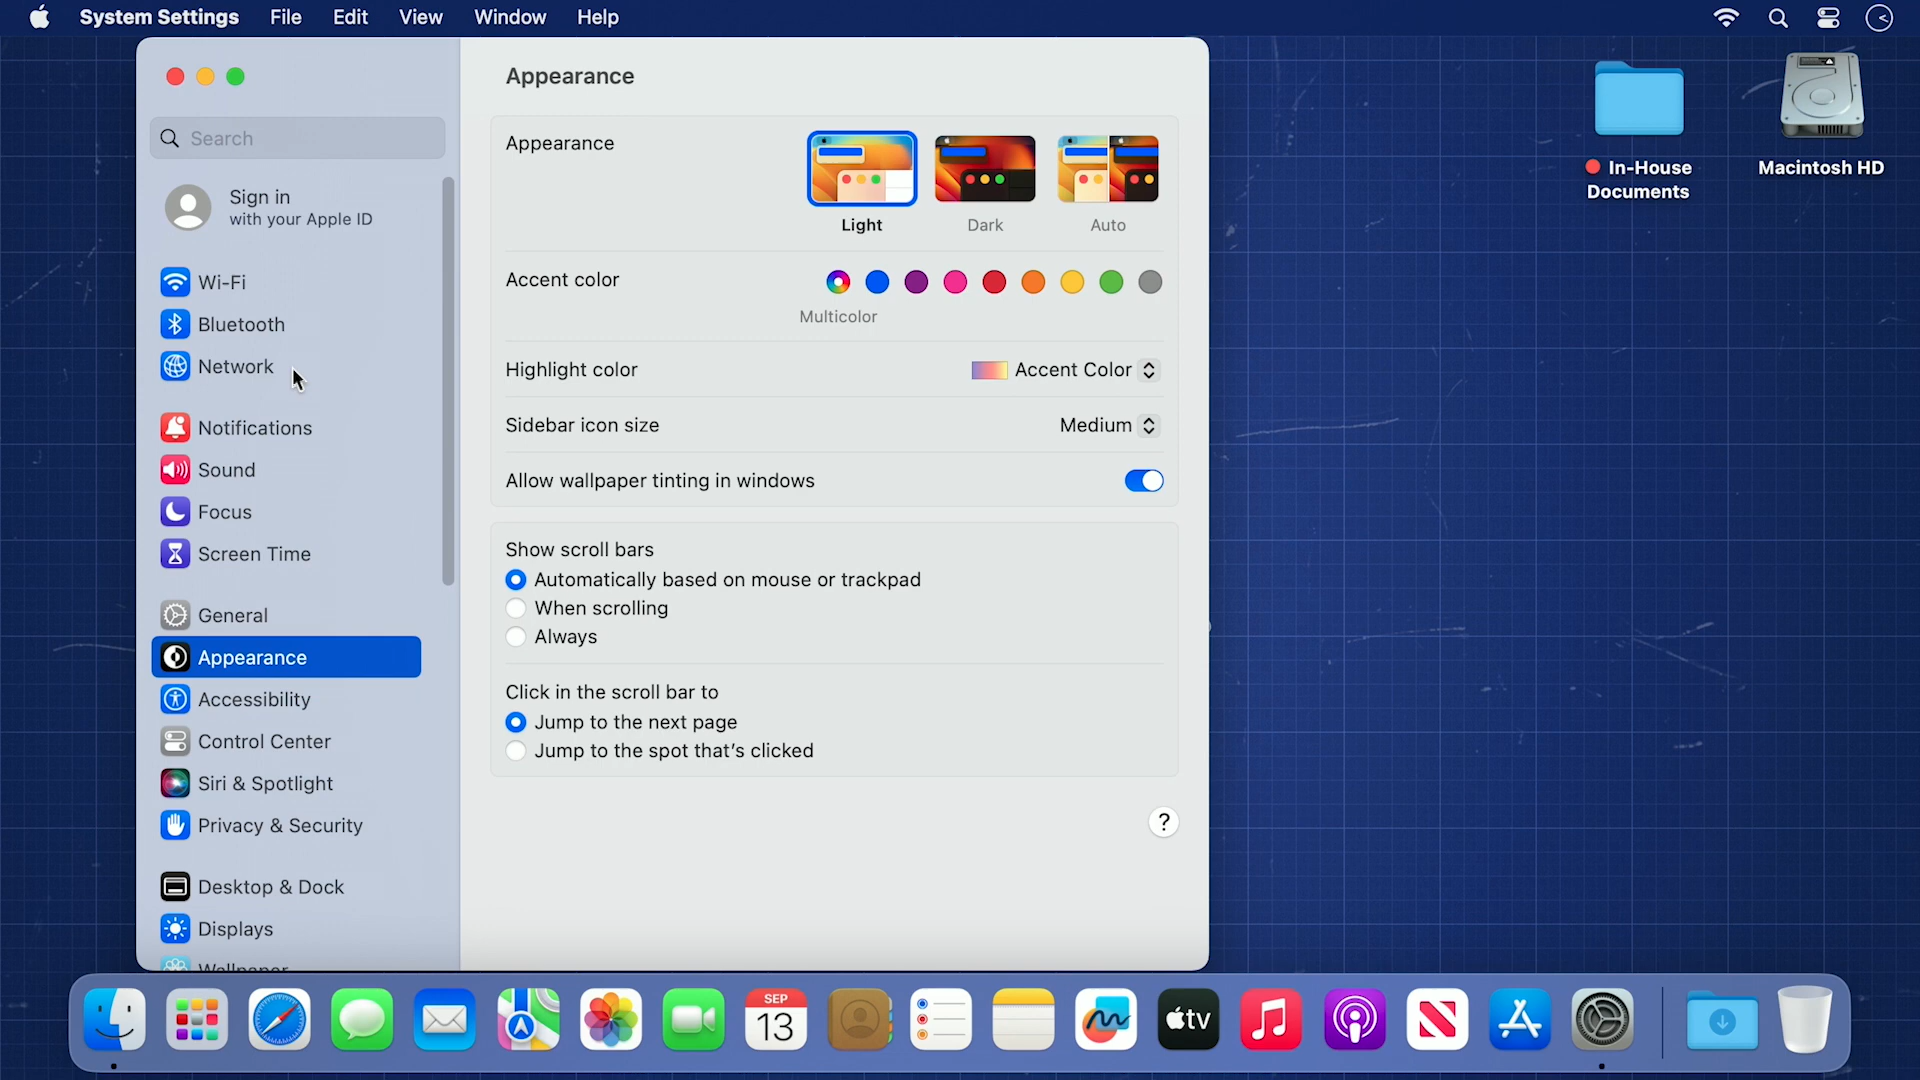 System Settings File Edit View Window Help
Appearance
Search
Sign in
with your Apple ID
Wi-Fi
Bluetooth
Network
Notifications
Sound
Focus
Screen Time
General
Appearance
Accessibility
Control Center
Siri & Spotlight
Privacy & Security
Desktop & Dock
Displays
Wallpaper
Appearance
Light Dark Auto
Accent color
Multicolor
Highlight color Accent Color
Sidebar icon size Medium
Allow wallpaper tinting in windows
Show scroll bars
Automatically based on mouse or trackpad
When scrolling
Always
Click in the scroll bar to
Jump to the next page
Jump to the spot that's clicked
?
In-House
Documents
Macintosh HD
SEP
13
tv